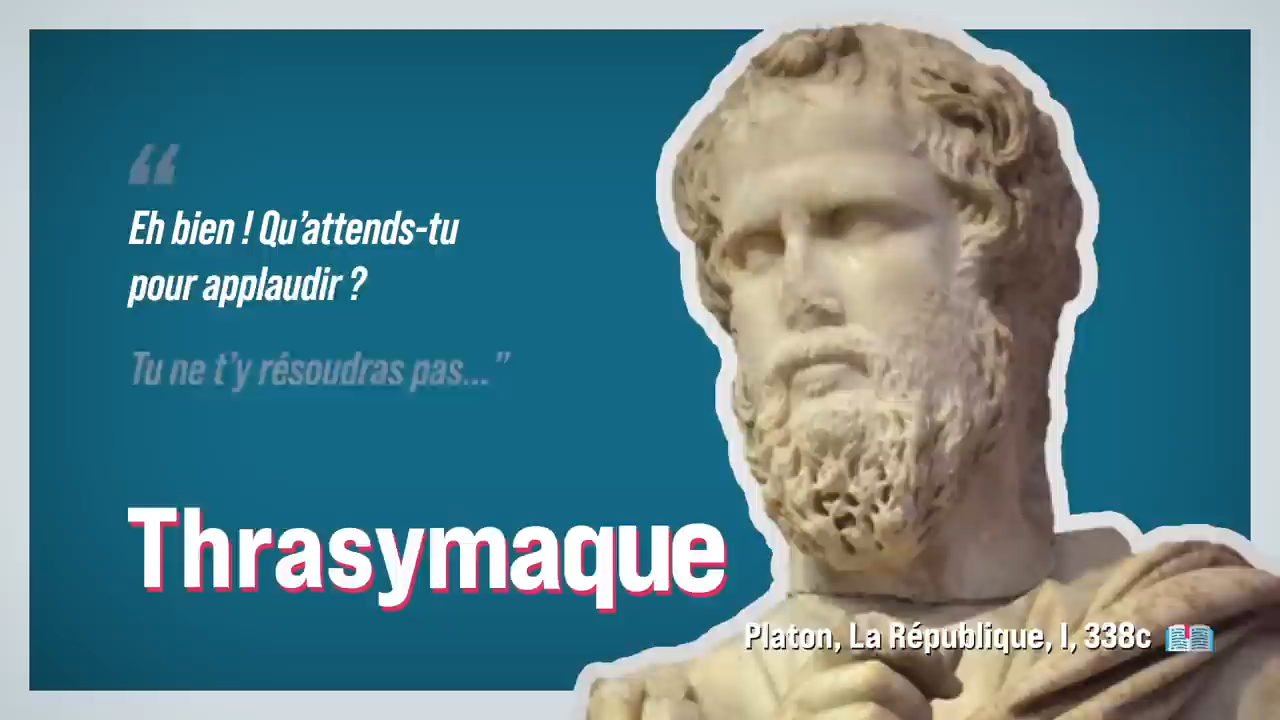 “
Eh bien ! Qu’attends-tu
pour applaudir ?
Tu ne t’y résoudras pas...”
Thrasymaque
Platon, La République, I, 338c